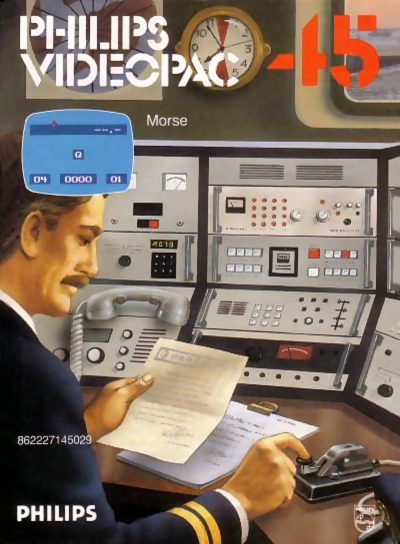 PHILIPS
VIDEOPAC 45
Morse
Q
04 0000 01
862227145029
PHILIPS